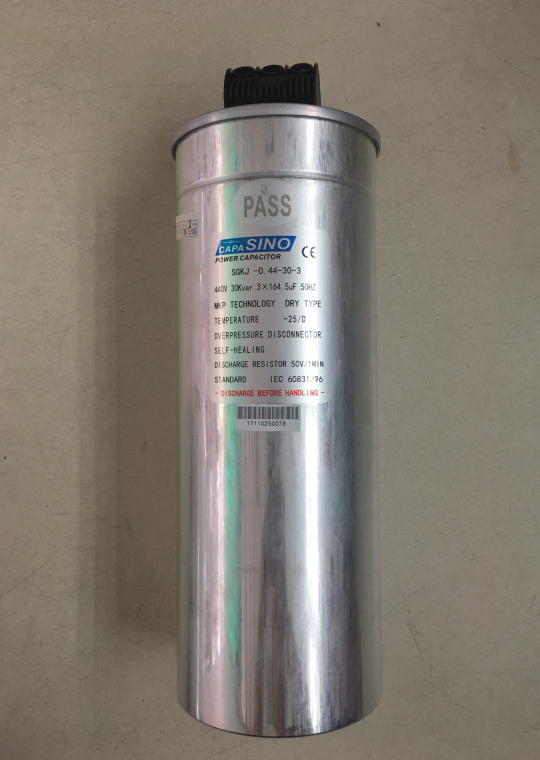 QC
PASS
CAPASINO
POWER CAPACITOR
CE
SGKJ -0.44-30-3
440V 30Kvar 3×164.5uF 50HZ
MKP TECHNOLOGY DRY TYPE
TEMPERATURE -25/D
OVERPRESSURE DISCONNECTOR
SELF-HEALING
DISCHARGE RESISTOR 50V/1MIN
STANDARD IEC 60831/96
- DISCHARGE BEFORE HANDLING -
17110250078